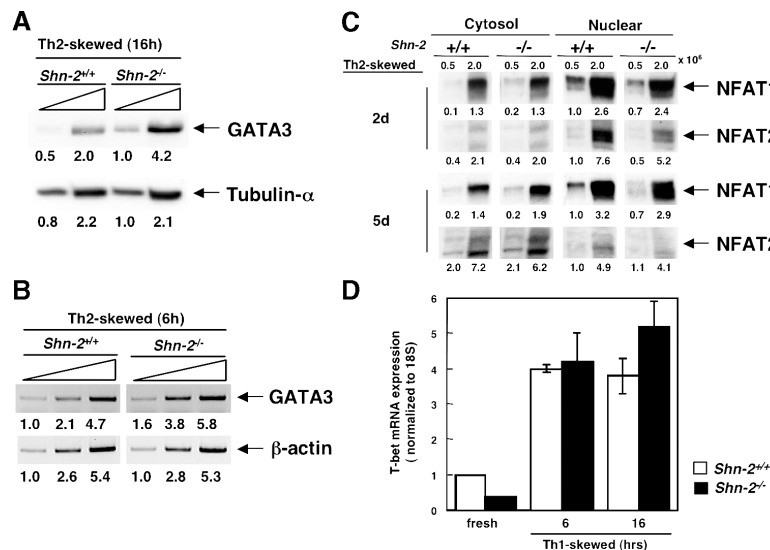 A
Th2-skewed (16h)
Shn-2+/+ Shn-2-/-
GATA3
0.5 2.0 1.0 4.2
Tubulin-α
0.8 2.2 1.0 2.1
B
Th2-skewed (6h)
Shn-2+/+ Shn-2-/-
GATA3
1.0 2.1 4.7 1.6 3.8 5.8
β-actin
1.0 2.6 5.4 1.0 2.8 5.3
C
Cytosol Nuclear
Shn-2 +/+ -/- +/+ -/-
Th2-skewed 0.5 2.0 0.5 2.0 0.5 2.0 0.5 2.0 x 10⁶
NFAT1
0.1 1.3 0.2 1.3 1.0 2.6 0.7 2.4
2d
NFAT2
0.4 2.1 0.4 2.0 1.0 7.6 0.5 5.2
NFAT1
0.2 1.4 0.2 1.9 1.0 3.2 0.7 2.9
5d
NFAT2
2.0 7.2 2.1 6.2 1.0 4.9 1.1 4.1
D
T-bet mRNA expression
( normalized to 18S)
6
5
4
3
2
1
0
fresh 6 16
Th1-skewed (hrs)
Shn-2+/+
Shn-2-/-